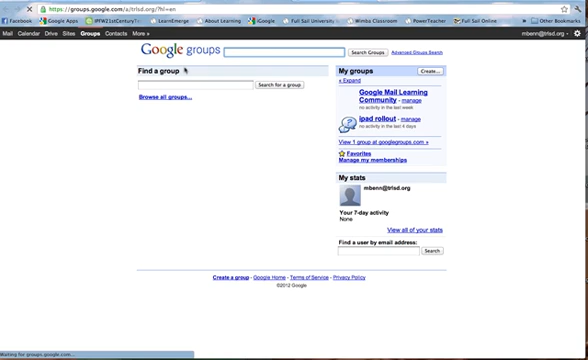 https://groups.google.com/a/trlsd.org/?hl=en
Facebook Google Apps About Learning iGoogle Full Sail University Wimba Classroom PowerTeacher Full Sail Online Other Bookmarks
Mail Calendar Drive Sites Groups Contacts More » mbenn@trlsd.org
Google groups Search Groups Advanced Groups Search
Find a group
Search for a group
Browse all groups...
My groups Create...
« Expand
Google Mail Learning
Community - manage
no activity in the last week
ipad rollout - manage
no activity in the last 4 days
View 1 group at googlegroups.com »
Favorites
Manage my memberships
My stats
mbenn@trlsd.org
Your 7-day activity
None
View all of your stats
Find a user by email address:
Search
Create a group - Google Home - Terms of Service - Privacy Policy
©2012 Google
Waiting for groups.google.com...